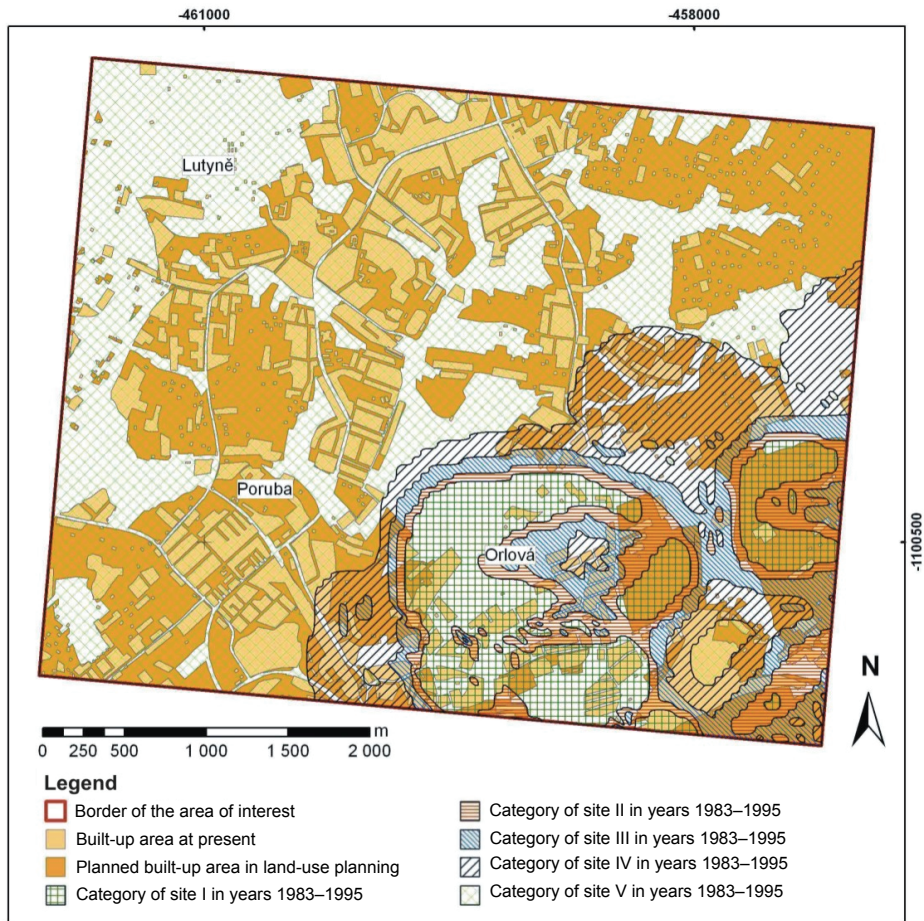 -461000
-458000
Lutyně
Poruba
Orlová
-1100500
N
m
0 250 500 1 000 1 500 2 000
Legend
Border of the area of interest
Built-up area at present
Planned built-up area in land-use planning
Category of site I in years 1983–1995
Category of site II in years 1983–1995
Category of site III in years 1983–1995
Category of site IV in years 1983–1995
Category of site V in years 1983–1995